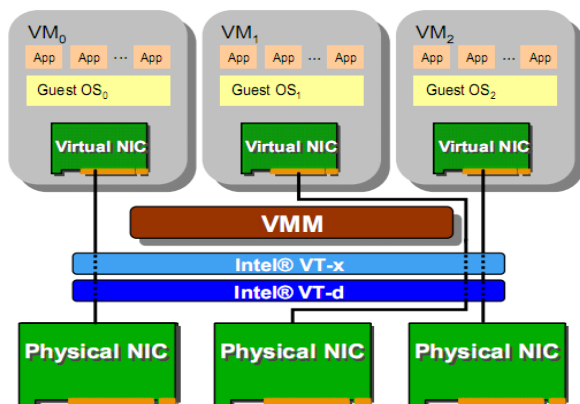 VM0 VM1 VM2
App App ... App App App ... App App App ... App
Guest OS0 Guest OS1 Guest OS2
Virtual NIC Virtual NIC Virtual NIC
VMM
Intel® VT-x
Intel® VT-d
Physical NIC Physical NIC Physical NIC